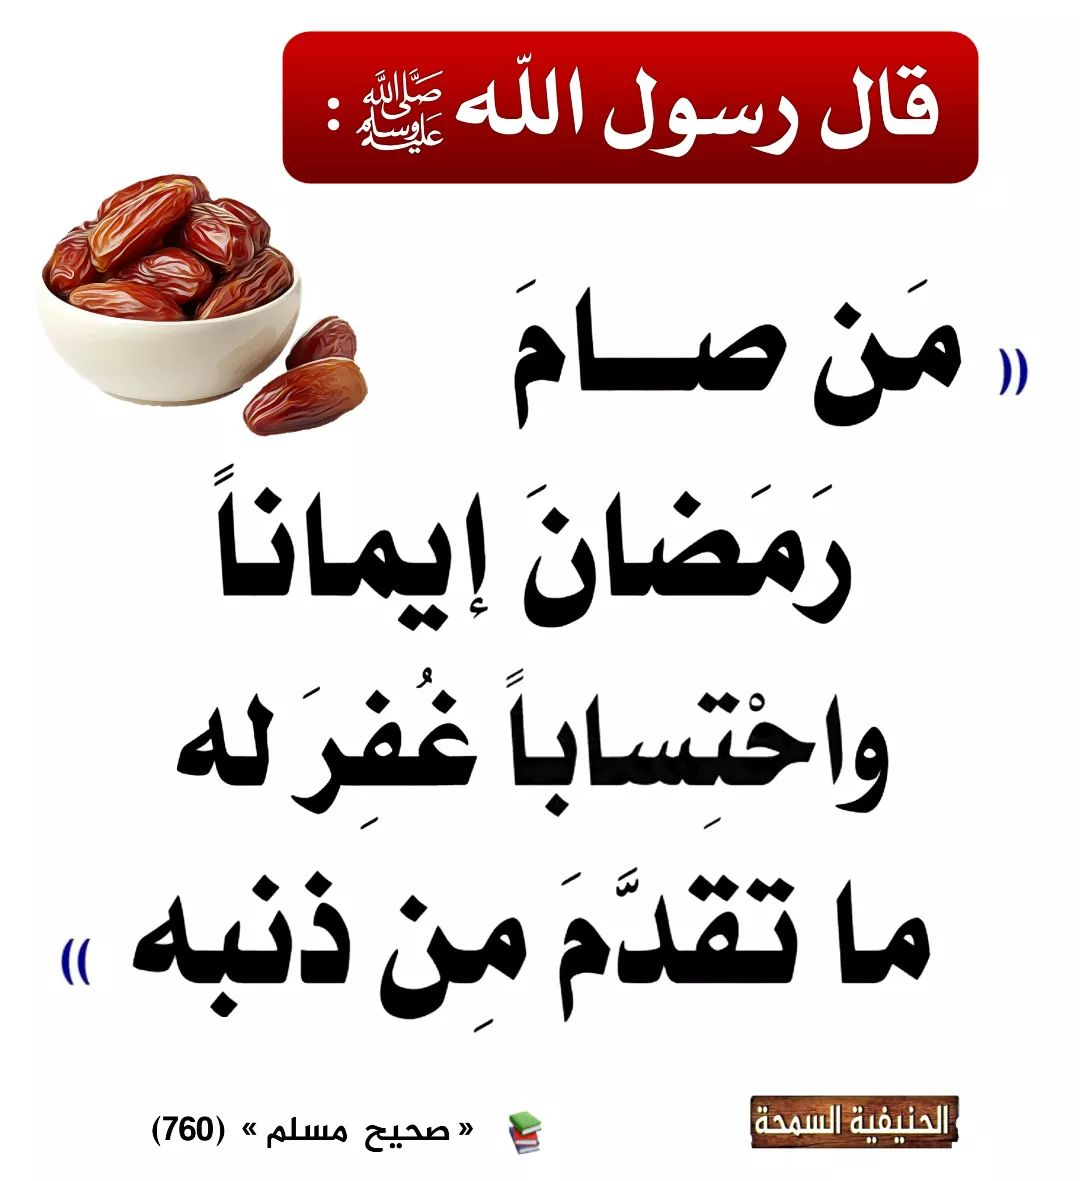 قال رسول الله ﷺ :
(( مَن صـــامَ
رَمَضانَ إيماناً
واحْتِساباً غُفِرَ له
ما تقدَّمَ مِن ذنبه ))
« صحيح مسلم » (760)
الحنيفية السمحة